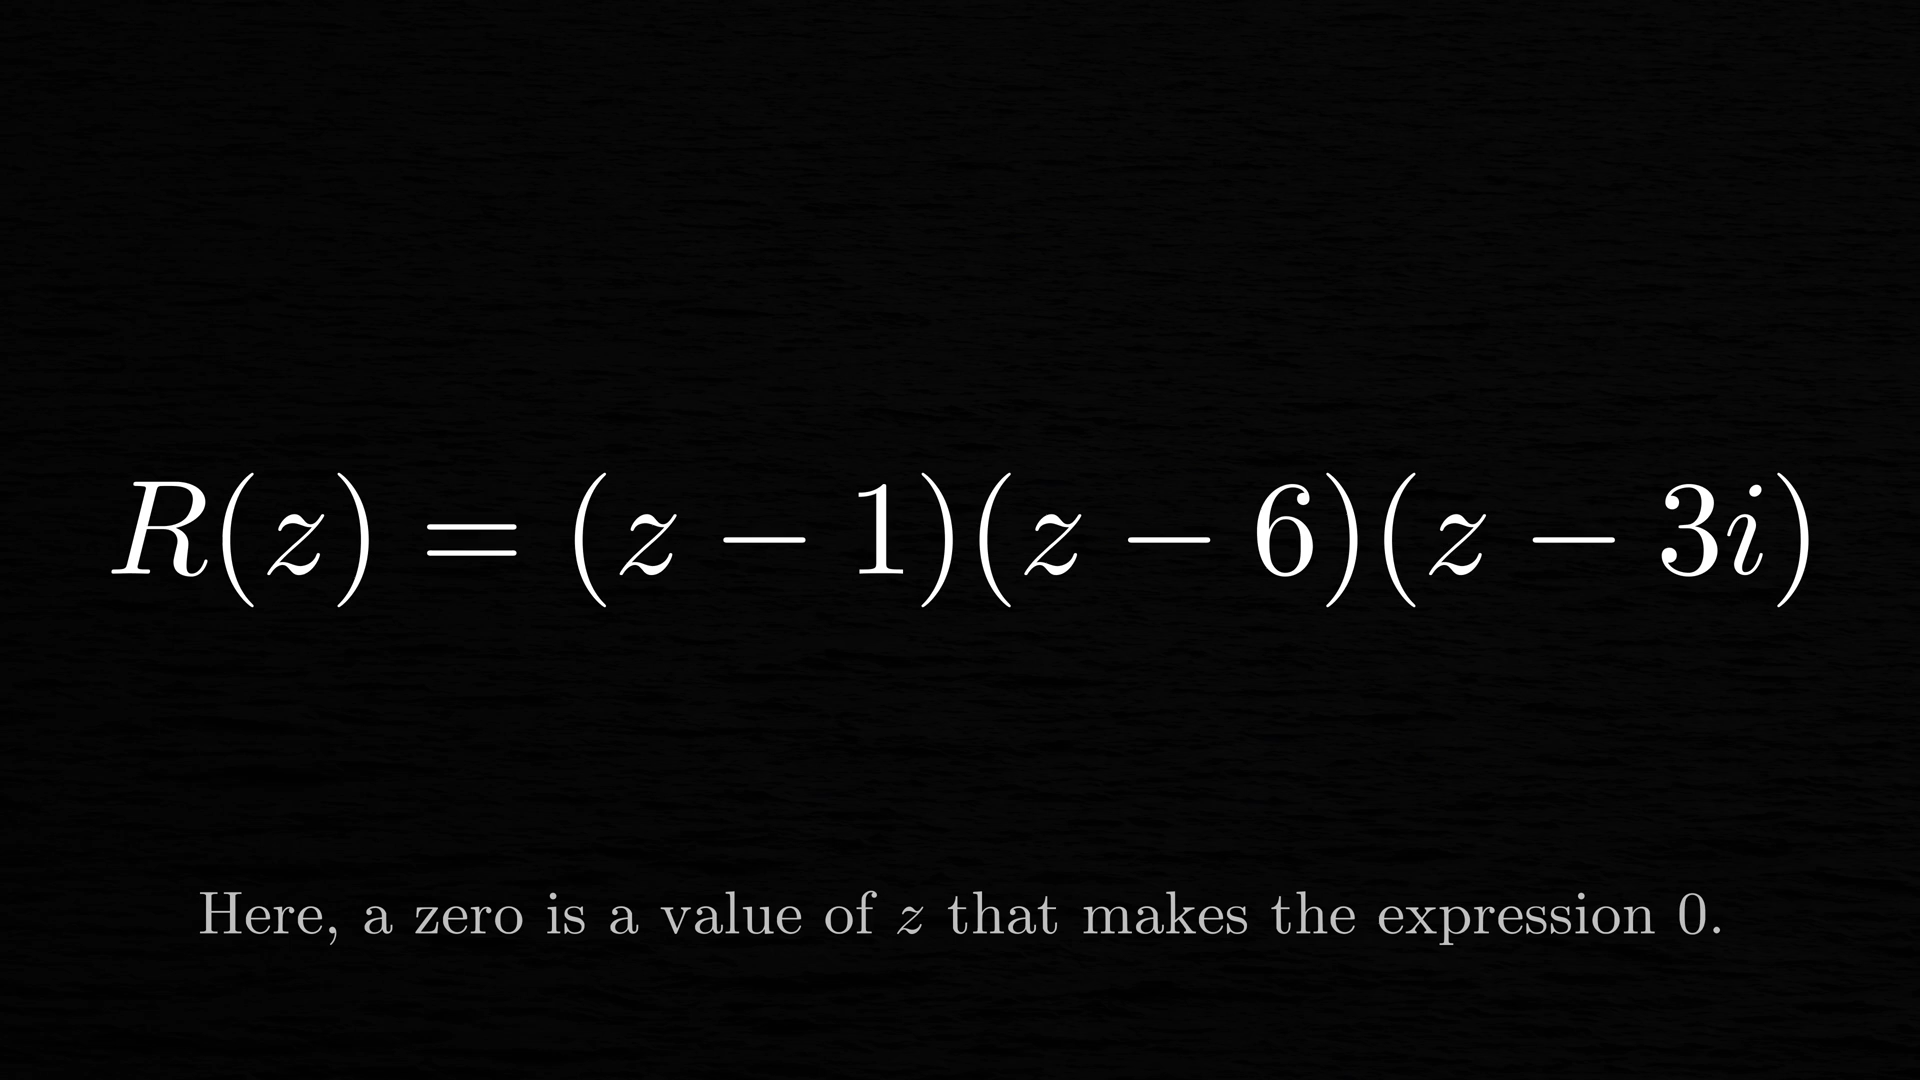 R(z) = (z − 1)(z − 6)(z − 3i)
Here, a zero is a value of z that makes the expression 0.